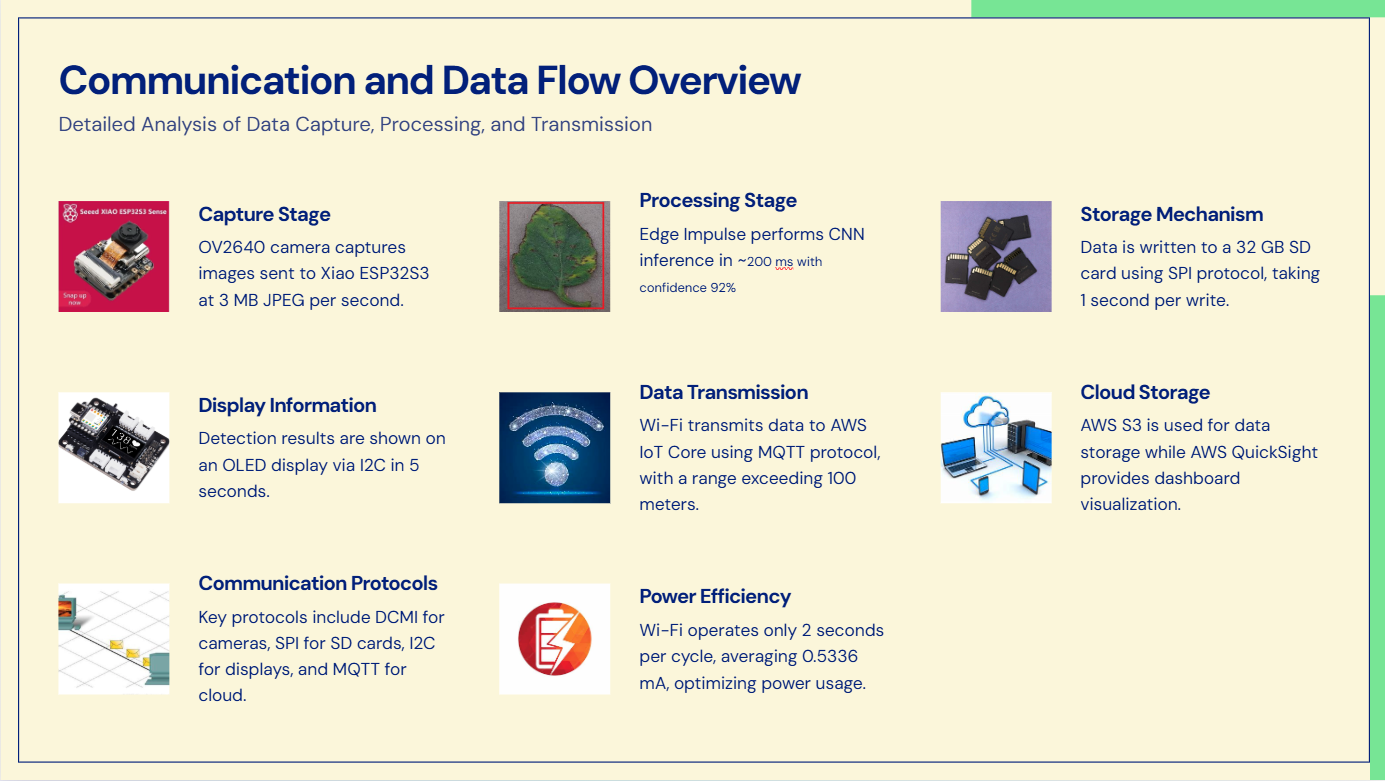 Communication and Data Flow Overview
Detailed Analysis of Data Capture, Processing, and Transmission
Seeed XIAO ESP32S3 Sense
Snap up
now
Capture Stage
OV2640 camera captures
images sent to Xiao ESP32S3
at 3 MB JPEG per second.
Processing Stage
Edge Impulse performs CNN
inference in ~200 ms with
confidence 92%
Storage Mechanism
Data is written to a 32 GB SD
card using SPI protocol, taking
1 second per write.
Display Information
Detection results are shown on
an OLED display via I2C in 5
seconds.
Data Transmission
Wi-Fi transmits data to AWS
IoT Core using MQTT protocol,
with a range exceeding 100
meters.
Cloud Storage
AWS S3 is used for data
storage while AWS QuickSight
provides dashboard
visualization.
Communication Protocols
Key protocols include DCMI for
cameras, SPI for SD cards, I2C
for displays, and MQTT for
cloud.
Power Efficiency
Wi-Fi operates only 2 seconds
per cycle, averaging 0.5336
mA, optimizing power usage.